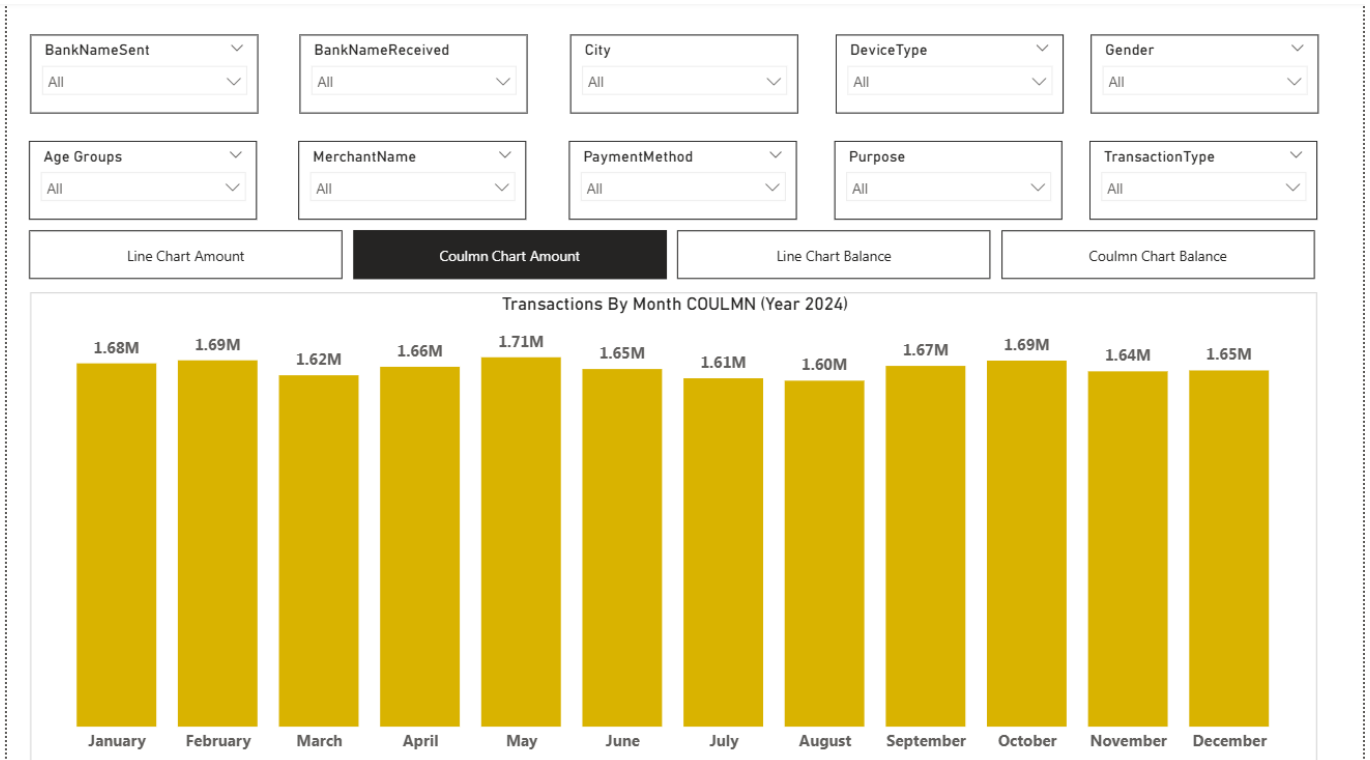 BankNameSent
All
BankNameReceived
All
City
All
DeviceType
All
Gender
All
Age Groups
All
MerchantName
All
PaymentMethod
All
Purpose
All
TransactionType
All
Line Chart Amount
Coulmn Chart Amount
Line Chart Balance
Coulmn Chart Balance
Transactions By Month COULMN (Year 2024)
1.68M
1.69M
1.62M
1.66M
1.71M
1.65M
1.61M
1.60M
1.67M
1.69M
1.64M
1.65M
January
February
March
April
May
June
July
August
September
October
November
December